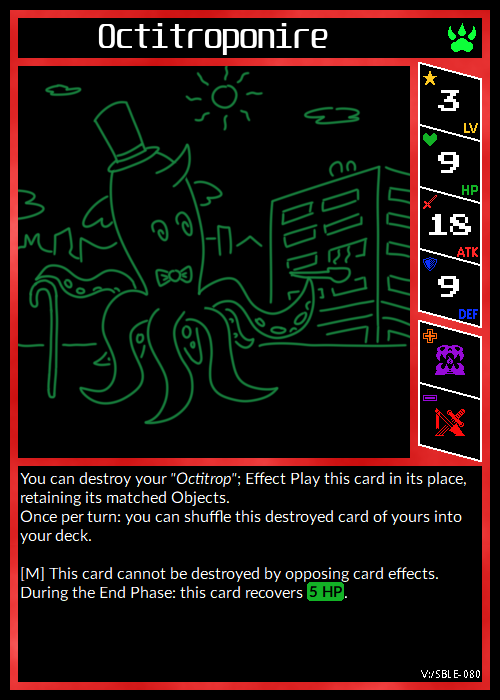 Octitroponire
3
LV
9
HP
18
ATK
9
DEF
You can destroy your "Octitrop"; Effect Play this card in its place,
retaining its matched Objects.
Once per turn: you can shuffle this destroyed card of yours into
your deck.
[M] This card cannot be destroyed by opposing card effects.
During the End Phase: this card recovers 5 HP.
V:/SBLE-080